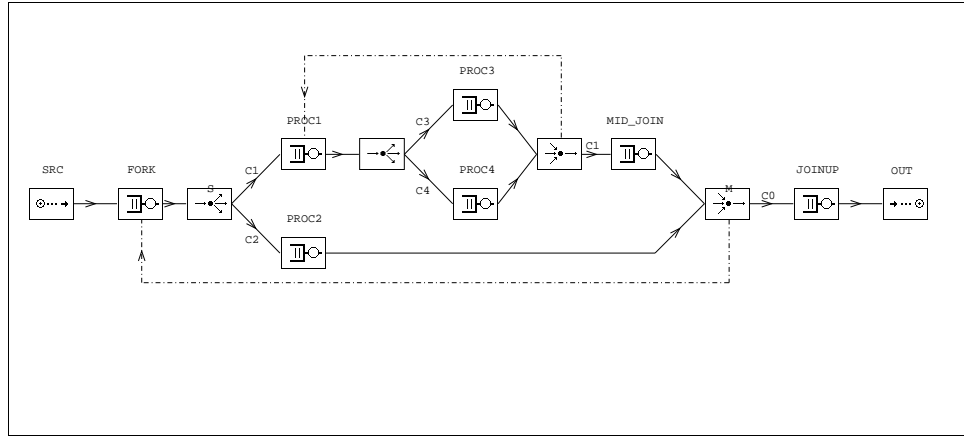 PROC3
PROC1
C3
MID_JOIN
C1
SRC
FORK
S
C1
C4
PROC4
M
C0
JOINUP
OUT
PROC2
C2